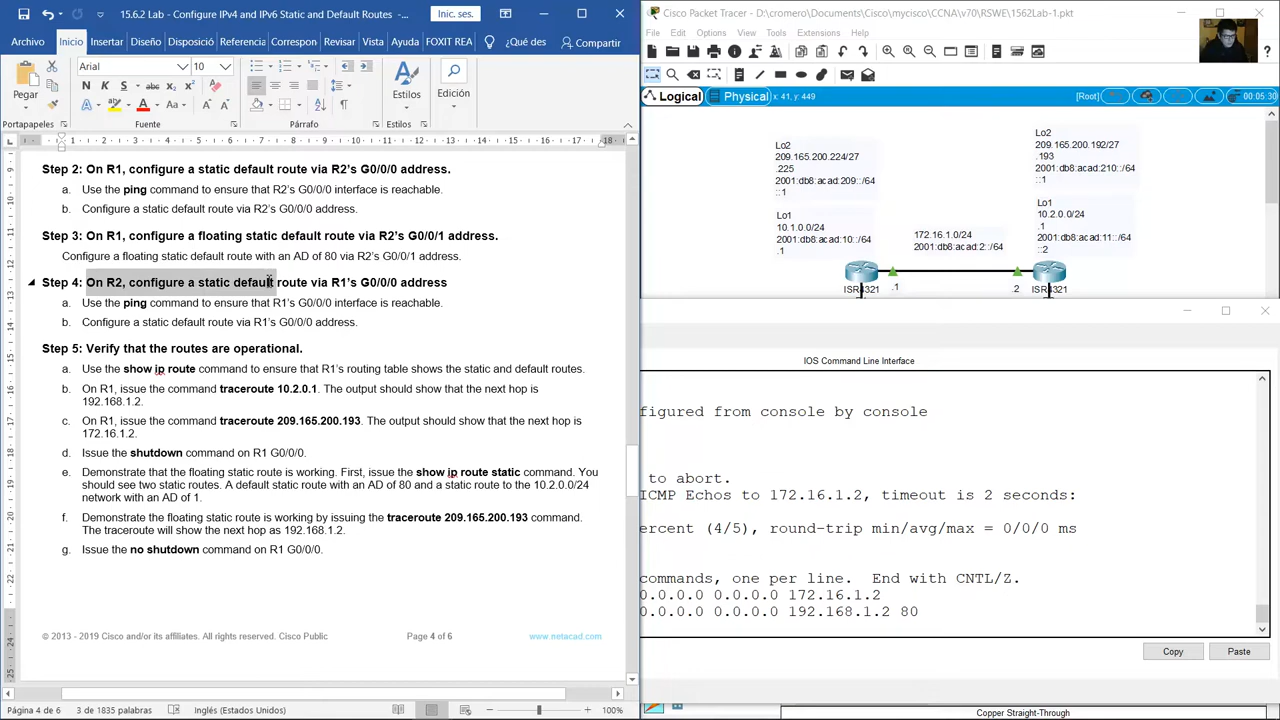 15.6.2 Lab - Configure IPv4 and IPv6 Static and Default Routes...
Inic. ses.
Archivo Inicio Insertar Diseño Disposició Referencia Correspon Revisar Vista Ayuda FOXIT REA ¿Qué des Compartir
Pegar
Arial 10
N K S
Estilos
Edición
Portapapeles Fuente Párrafo Estilos
Step 2: On R1, configure a static default route via R2’s G0/0/0 address.
a. Use the ping command to ensure that R2’s G0/0/0 interface is reachable.
b. Configure a static default route via R2’s G0/0/0 address.
Step 3: On R1, configure a floating static default route via R2’s G0/0/1 address.
floating static default route with an AD of 80 via R2’s G0/0/1 address.
Step 4: On R2, configure a static default route via R1’s G0/0/0 address
a. Use the ping command to ensure that R1’s G0/0/0 interface is reachable.
b. Configure a static default route via R1’s G0/0/0 address.
Step 5: Verify that the routes are operational.
a. Use the show ip route command to ensure that R1’s routing table shows the static and default routes.
b. On R1, issue the command traceroute 10.2.0.1. The output should show that the next hop is
192.168.1.2.
c. On R1, issue the command traceroute 209.165.200.193. The output should show that the next hop is
172.16.1.2.
d. Issue the shutdown command on R1 G0/0/0.
e. Demonstrate that the floating static route is working. First, issue the show ip route static command. You
should see two static routes. A default static route with an AD of 80 and a static route to the 10.2.0.0/24
network with an AD of 1.
f. Demonstrate the floating static route is working by issuing the traceroute 209.165.200.193 command.
The traceroute will show the next hop as 192.168.1.2.
g. Issue the no shutdown command on R1 G0/0/0.
© 2013 - 2019 Cisco and/or its affiliates. All rights reserved. Cisco Public Page 4 of 6 www.netacad.com
Página 4 de 6 3 de 1835 palabras Inglés (Estados Unidos) 100%
Cisco Packet Tracer - D:\cromero\Documents\Cisco\mycisco\CCNA\v70\RSWE\1562Lab-1.pkt
File Edit Options View Tools Extensions Help
Logical Physical x: 41, y: 449 [Root] 00:05:30
Lo2
209.165.200.224/27
.225
2001:db8:acad:209::/64
::1
Lo1
10.1.0.0/24
2001:db8:acad:10::/64
.1
172.16.1.0/24
2001:db8:acad:2::/64
Lo2
209.165.200.192/27
.193
2001:db8:acad:210::/64
::1
Lo1
10.2.0.0/24
.1
2001:db8:acad:11::/64
::2
ISR4321 .1 .2 ISR4321
IOS Command Line Interface
figured from console by console
to abort.
ICMP Echos to 172.16.1.2, timeout is 2 seconds:
percent (4/5), round-trip min/avg/max = 0/0/0 ms
commands, one per line. End with CNTL/Z.
0.0.0.0 0.0.0.0 172.16.1.2
0.0.0.0 0.0.0.0 192.168.1.2 80
Copy Paste
Copper Straight-Through